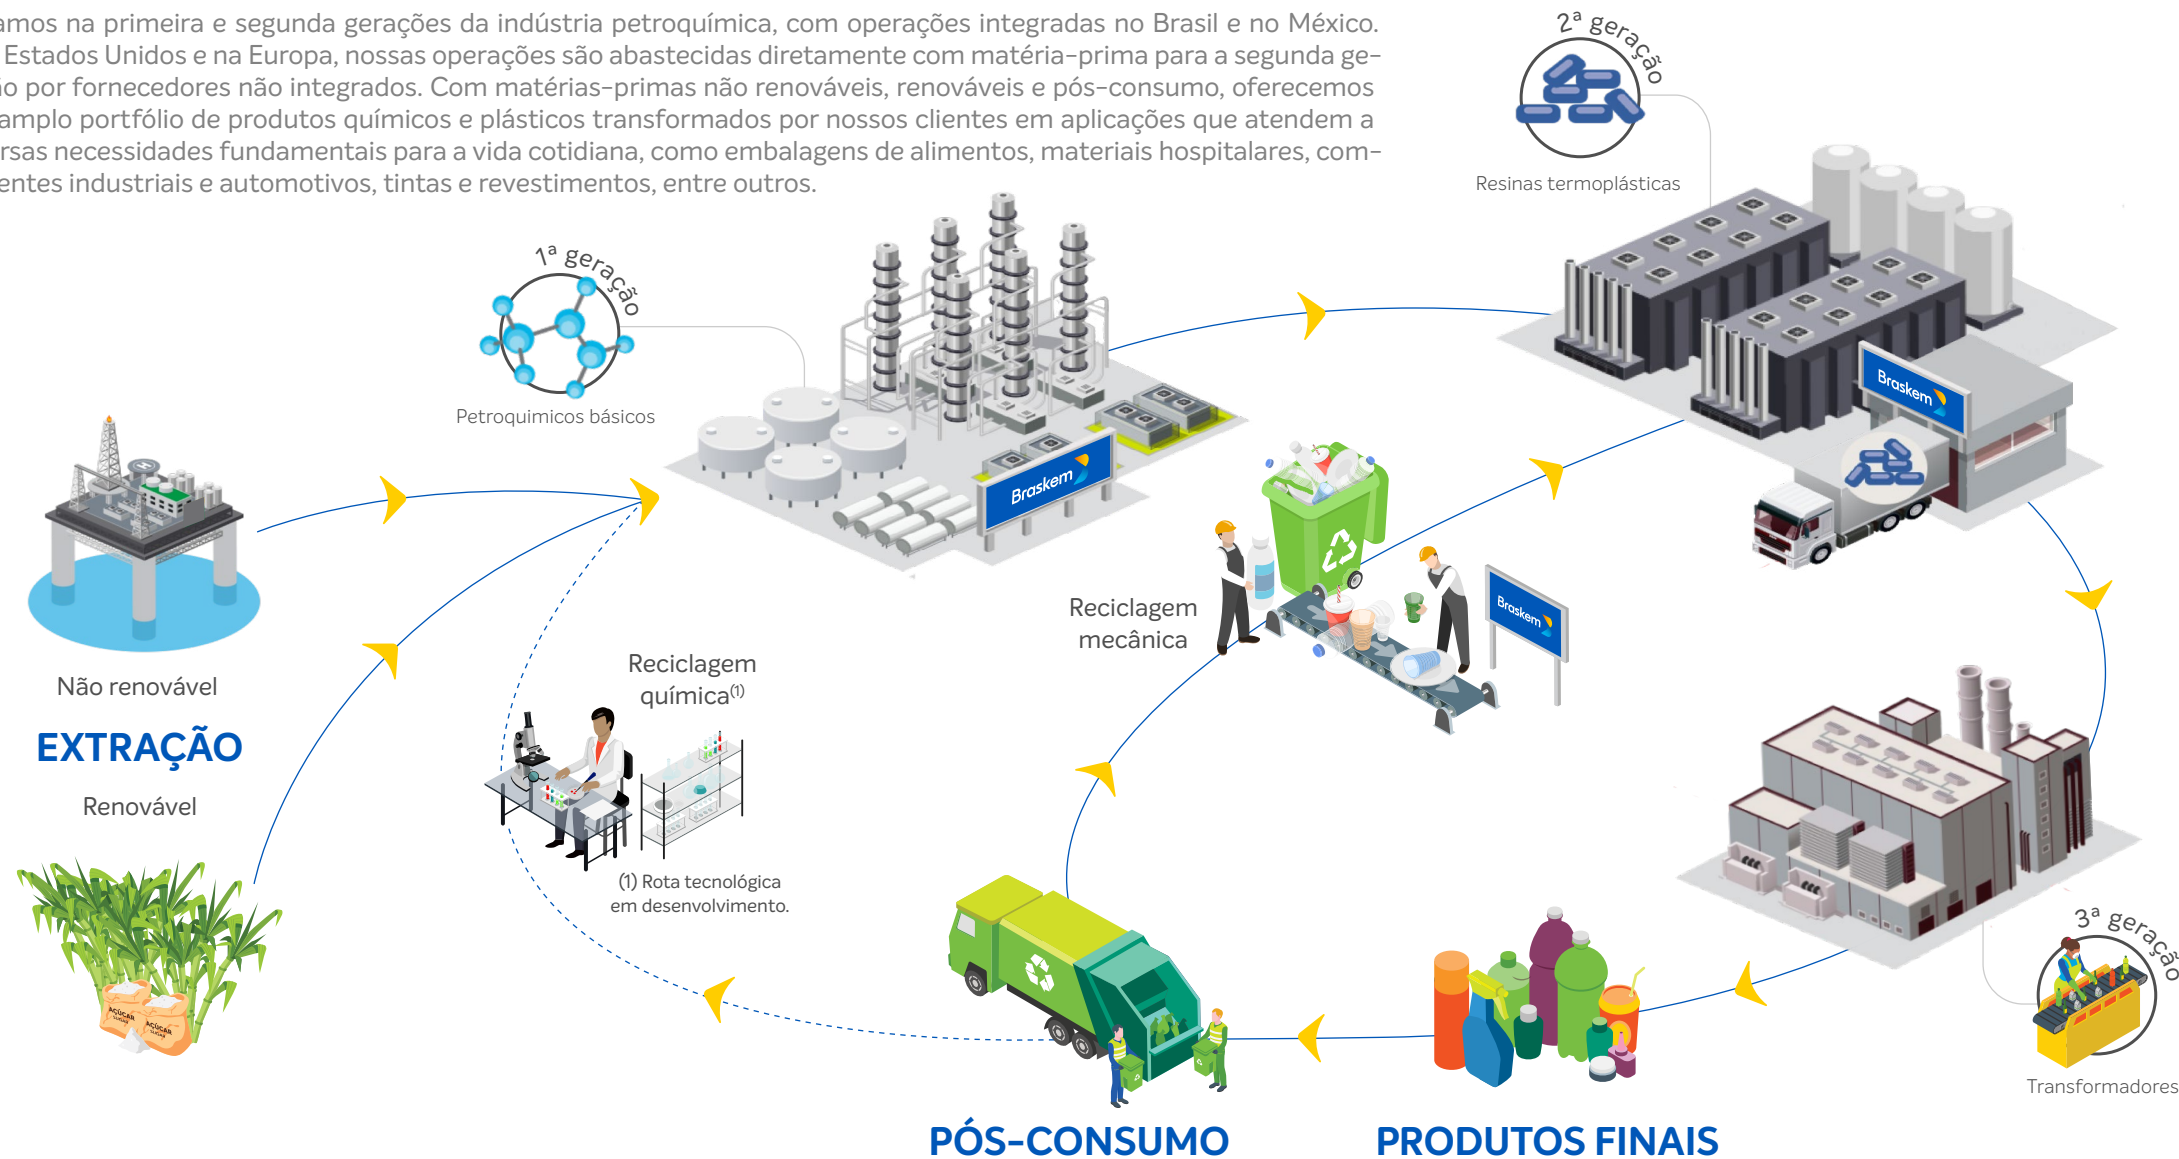 amos na primeira e segunda gerações da indústria petroquímica, com operações integradas no Brasil e no México.
Estados Unidos e na Europa, nossas operações são abastecidas diretamente com matéria-prima para a segunda ge-
ão por fornecedores não integrados. Com matérias-primas não renováveis, renováveis e pós-consumo, oferecemos
amplo portfólio de produtos químicos e plásticos transformados por nossos clientes em aplicações que atendem a
rsas necessidades fundamentais para a vida cotidiana, como embalagens de alimentos, materiais hospitalares, com-
entes industriais e automotivos, tintas e revestimentos, entre outros.
2ª geração
Resinas termoplásticas
1ª geração
Petroquimicos básicos
Braskem
Braskem
Reciclagem
mecânica
Braskem
Não renovável
EXTRAÇÃO
Renovável
Reciclagem
química(1)
(1) Rota tecnológica
em desenvolvimento.
AÇÚCAR
SUGAR
AÇÚCAR
SUGAR
3ª geração
Transformadores
PÓS-CONSUMO
PRODUTOS FINAIS
H